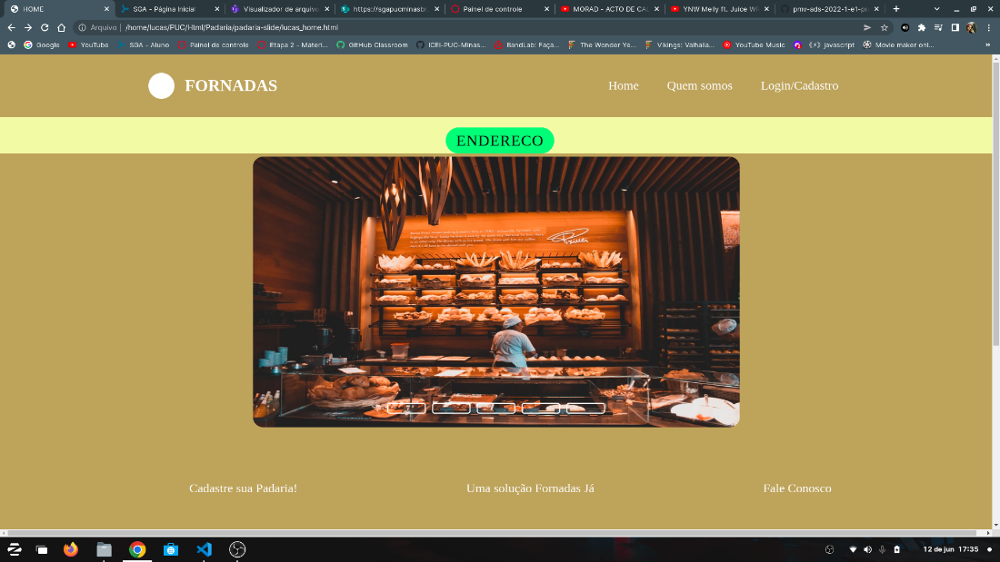 HOME
SGA - Página Inicial
Visualizador de arquivo
https://sgapucminasbr.
Painel de controle
MORAD - ACTO DE CA
YNW Melly ft. Juice W
pmv-ads-2022-1-e1-pr
Arquivo | /home/lucas/PUC/Html/Padaria/padaria-slide/lucas_home.html
Google
YouTube
SGA - Aluno
Painel de controle
Etapa 2 - Materi...
GitHub Classroom
ICEI-PUC-Minas...
BandLab: Faça...
The Wonder Ye...
Vikings: Valhalla...
YouTube Music
javascript
Movie maker onl...
»
FORNADAS
Home
Quem somos
Login/Cadastro
ENDERECO
Cadastre sua Padaria!
Uma solução Fornadas Já
Fale Conosco
12 de jun 17:35